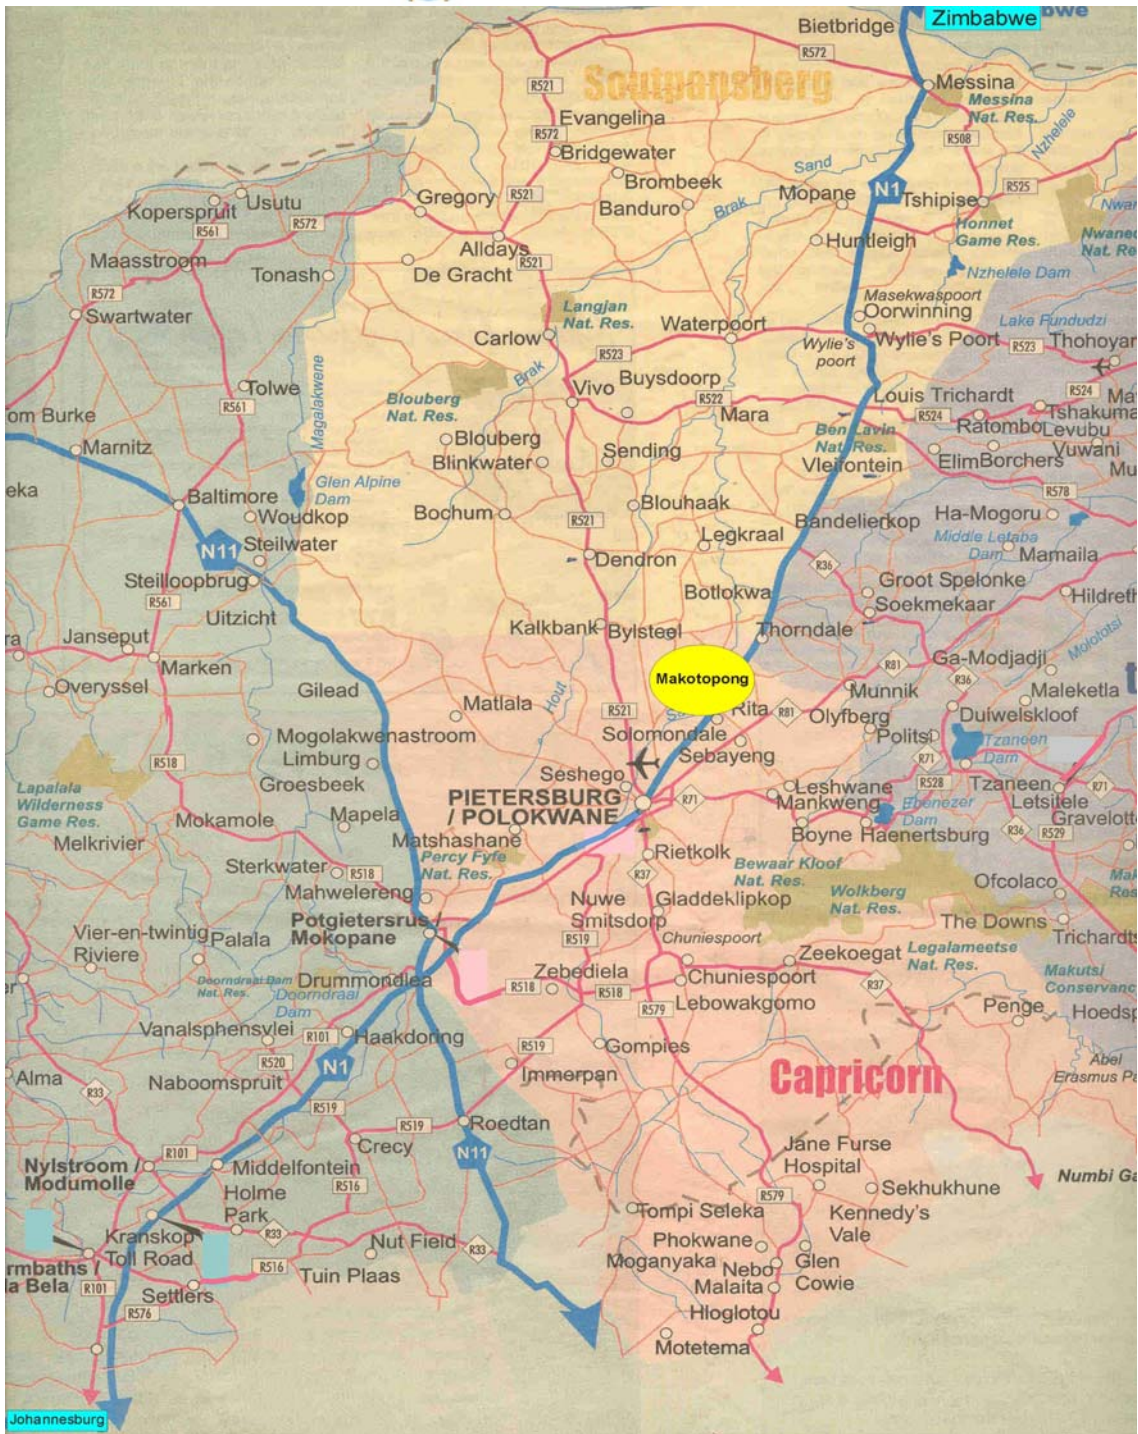 Zimbabwe
we
Bietbridge
R572
Soutpansberg
Messina
R521
Messina
Nat. Res.
Evangelina
R572
Nzhelele
R508
Bridgewater
Sand
Brombeek
Mopane
N1
Tshipise
R525
Usutu
Gregory
R521
Koperspruit
Banduro
Brak
R561
R572
Honnet
Game Res.
Nwaned
Nat. Re
Alldays
Huntleigh
Maasstroom
Tonash
De Gracht
R521
Nzhelele Dam
R572
Masekwaspoort
Swartwater
Langjan
Nat. Res.
Oorwinning
Lake Fundudzi
Carlow
Waterpoort
Wylie's
poort
Wylie's Poort
R523
Thohoyan
R523
Brak
Tolwe
Vivo
Buysdoorp
Magalakwene
Blouberg
Nat. Res.
R522
Mara
Louis Trichardt
R524
R524
Tshakuma
om Burke
R561
Ratombo
Levubu
Marnitz
Blouberg
Ben Lavin
Nat. Res.
Vuwani
Blinkwater
Sending
Vleifontein
Elim
Borchers
eka
Glen Alpine
Dam
R578
Baltimore
Blouhaak
Woudkop
Bochum
R521
Bandelierkop
Ha-Mogoru
N11
Steilwater
Legkraal
Middle Letaba
Dam
Mamaila
Dendron
R36
Steilloopbrug
Groot Spelonke
R561
Uitzicht
Botlokwa
Soekmekaar
Hildreth
Kalkbank
Bylsteel
Thorndale
Janseput
Molototsi
Marken
R81
Ga-Modjadji
Makotopong
R36
Overyssel
Gilead
Munnik
Maleketla
Matlala
Hout
R521
Rita
R81
Olyfberg
Duiwelskloof
Mogolakwenastroom
Solomondale
Politsi
Tzaneen
Dam
Limburg
Sebayeng
R518
R71
Groesbeek
Seshego
Leshwane
R528
Tzaneen
R71
Lapalala
Wilderness
Game Res.
PIETERSBURG
/ POLOKWANE
R71
Mankweng
Ebenezer
Dam
Letsitele
Mokamole
Mapela
Boyne
Haenertsburg
R36
R529
Gravelotte
Melkrivier
Matshashane
Percy Fyfe
Nat. Res.
Rietkolk
Sterkwater
R518
R37
Bewaar Kloof
Nat. Res.
Mahwelereng
Nuwe
Smitsdorp
Gladdeklipkop
Wolkberg
Nat. Res.
Ofcolaco
Potgietersrus /
Mokopane
The Downs
Vier-en-twintig
Riviere
Palala
R519
Chuniespoort
Trichardts
Zeekoegat
Legalameetse
Nat. Res.
Doorndraai Dam
Nat. Res.
Drummondlea
Zebediela
Chuniespoort
Makutsi
Conservanc
Doorndraai
Dam
R518
R518
R37
Lebowakgomo
Penge
Vanalsphensvlei
R101
R579
Hoedsp
Haakdoring
R519
Gompies
R520
N1
Immerpan
Capricorn
Abel
Erasmus Pa
Alma
R33
Naboomspruit
R519
R519
Roedtan
Crecy
N11
Jane Furse
Hospital
Nylstroom /
Modumolle
R101
Middelfontein
R516
Numbi Ga
Holme
Park
R579
Sekhukhune
Tompi Seleka
Kennedy's
Vale
Kranskop
Toll Road
R33
Nut Field
R33
Phokwane
Moganyaka
Nebo
Glen
Cowie
rmbaths /
la Bela
R516
Tuin Plaas
Malaita
R101
Settlers
R576
Hloglotou
Motetema
Johannesburg